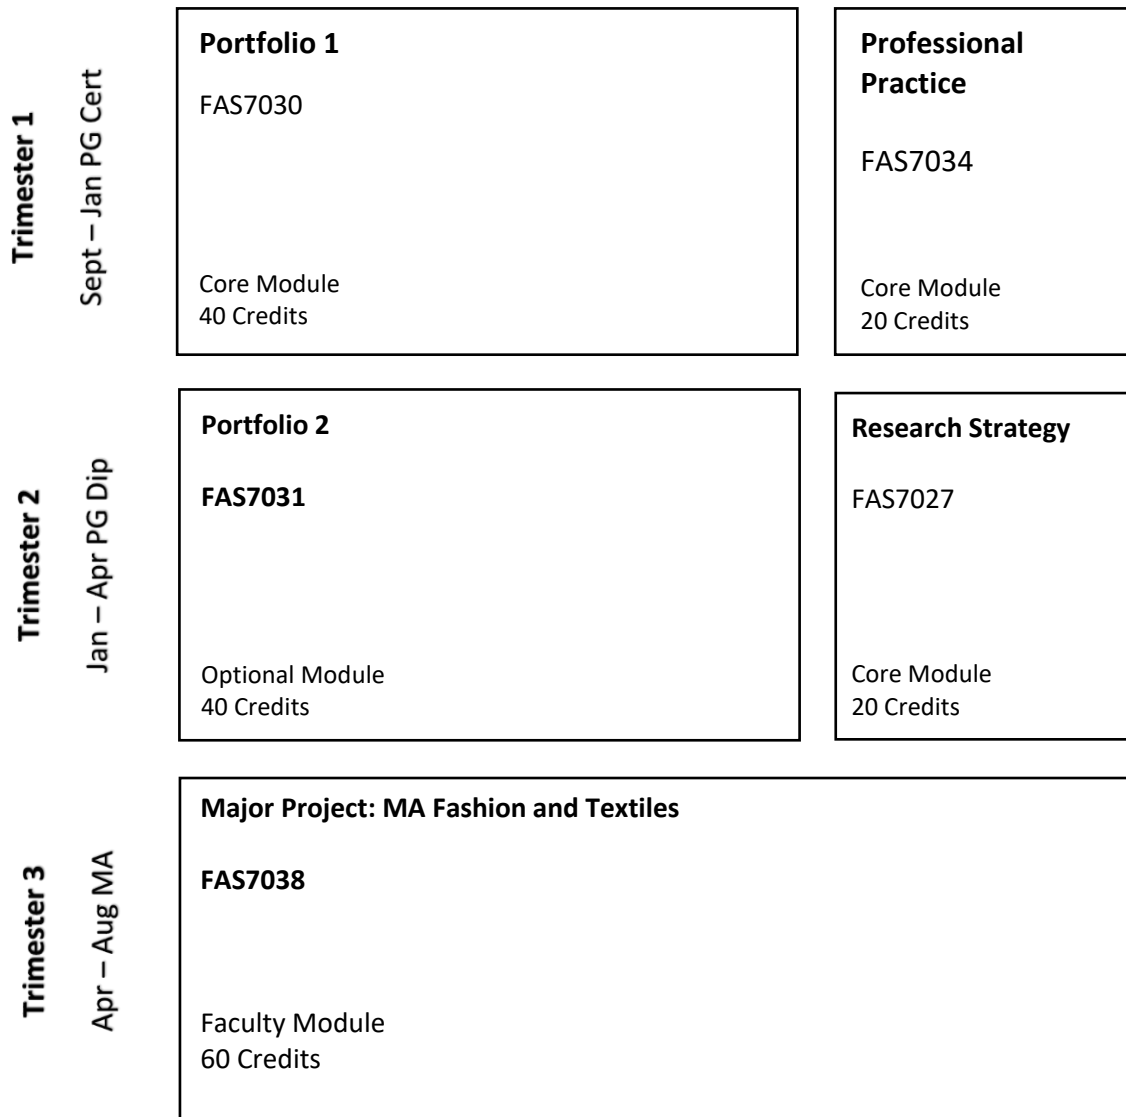 Trimester 1
Sept – Jan PG Cert
Portfolio 1
FAS7030
Core Module
40 Credits
Professional
Practice
FAS7034
Core Module
20 Credits
Trimester 2
Jan – Apr PG Dip
Portfolio 2
FAS7031
Optional Module
40 Credits
Research Strategy
FAS7027
Core Module
20 Credits
Trimester 3
Apr – Aug MA
Major Project: MA Fashion and Textiles
FAS7038
Faculty Module
60 Credits